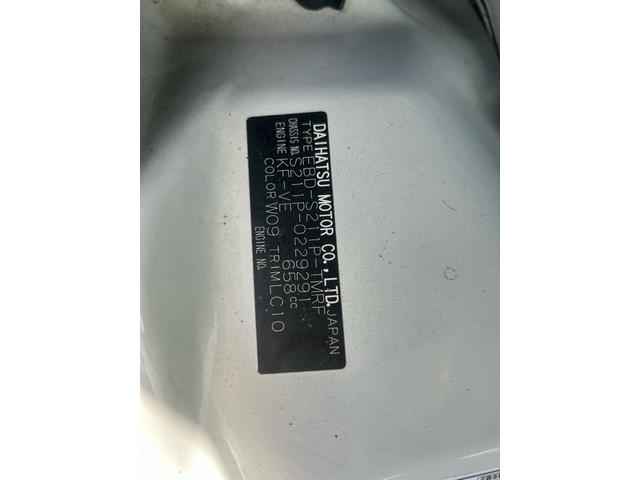 DAIHATSU MOTOR CO.,LTD.JAPAN
TYPE EBD-S211P-TMRF
CHASSIS NO. S211P-0229291
ENGINE KF-VE 658cc
COLOR W09 TRIM LC10
ENGINE NO.